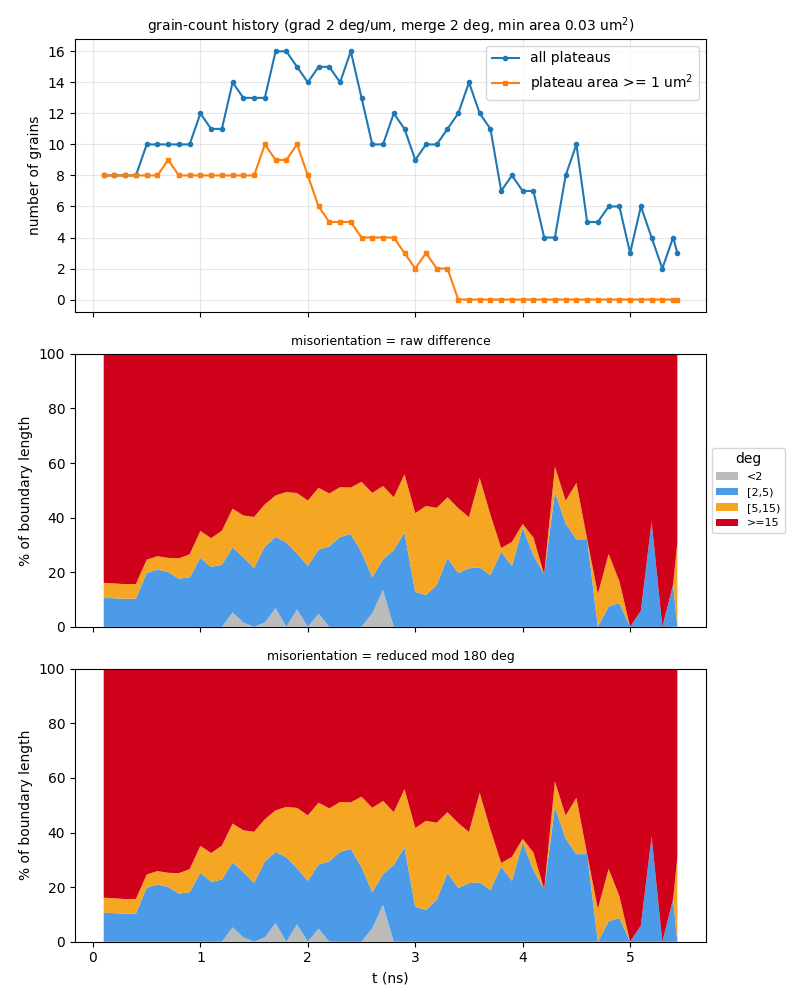 grain-count history (grad 2 deg/um, merge 2 deg, min area 0.03 um²)
number of grains
16
14
12
10
8
6
4
2
0
all plateaus
plateau area >= 1 um²
misorientation = raw difference
% of boundary length
100
80
60
40
20
0
deg
<2
[2,5)
[5,15)
>=15
misorientation = reduced mod 180 deg
% of boundary length
100
80
60
40
20
0
0 1 2 3 4 5
t (ns)